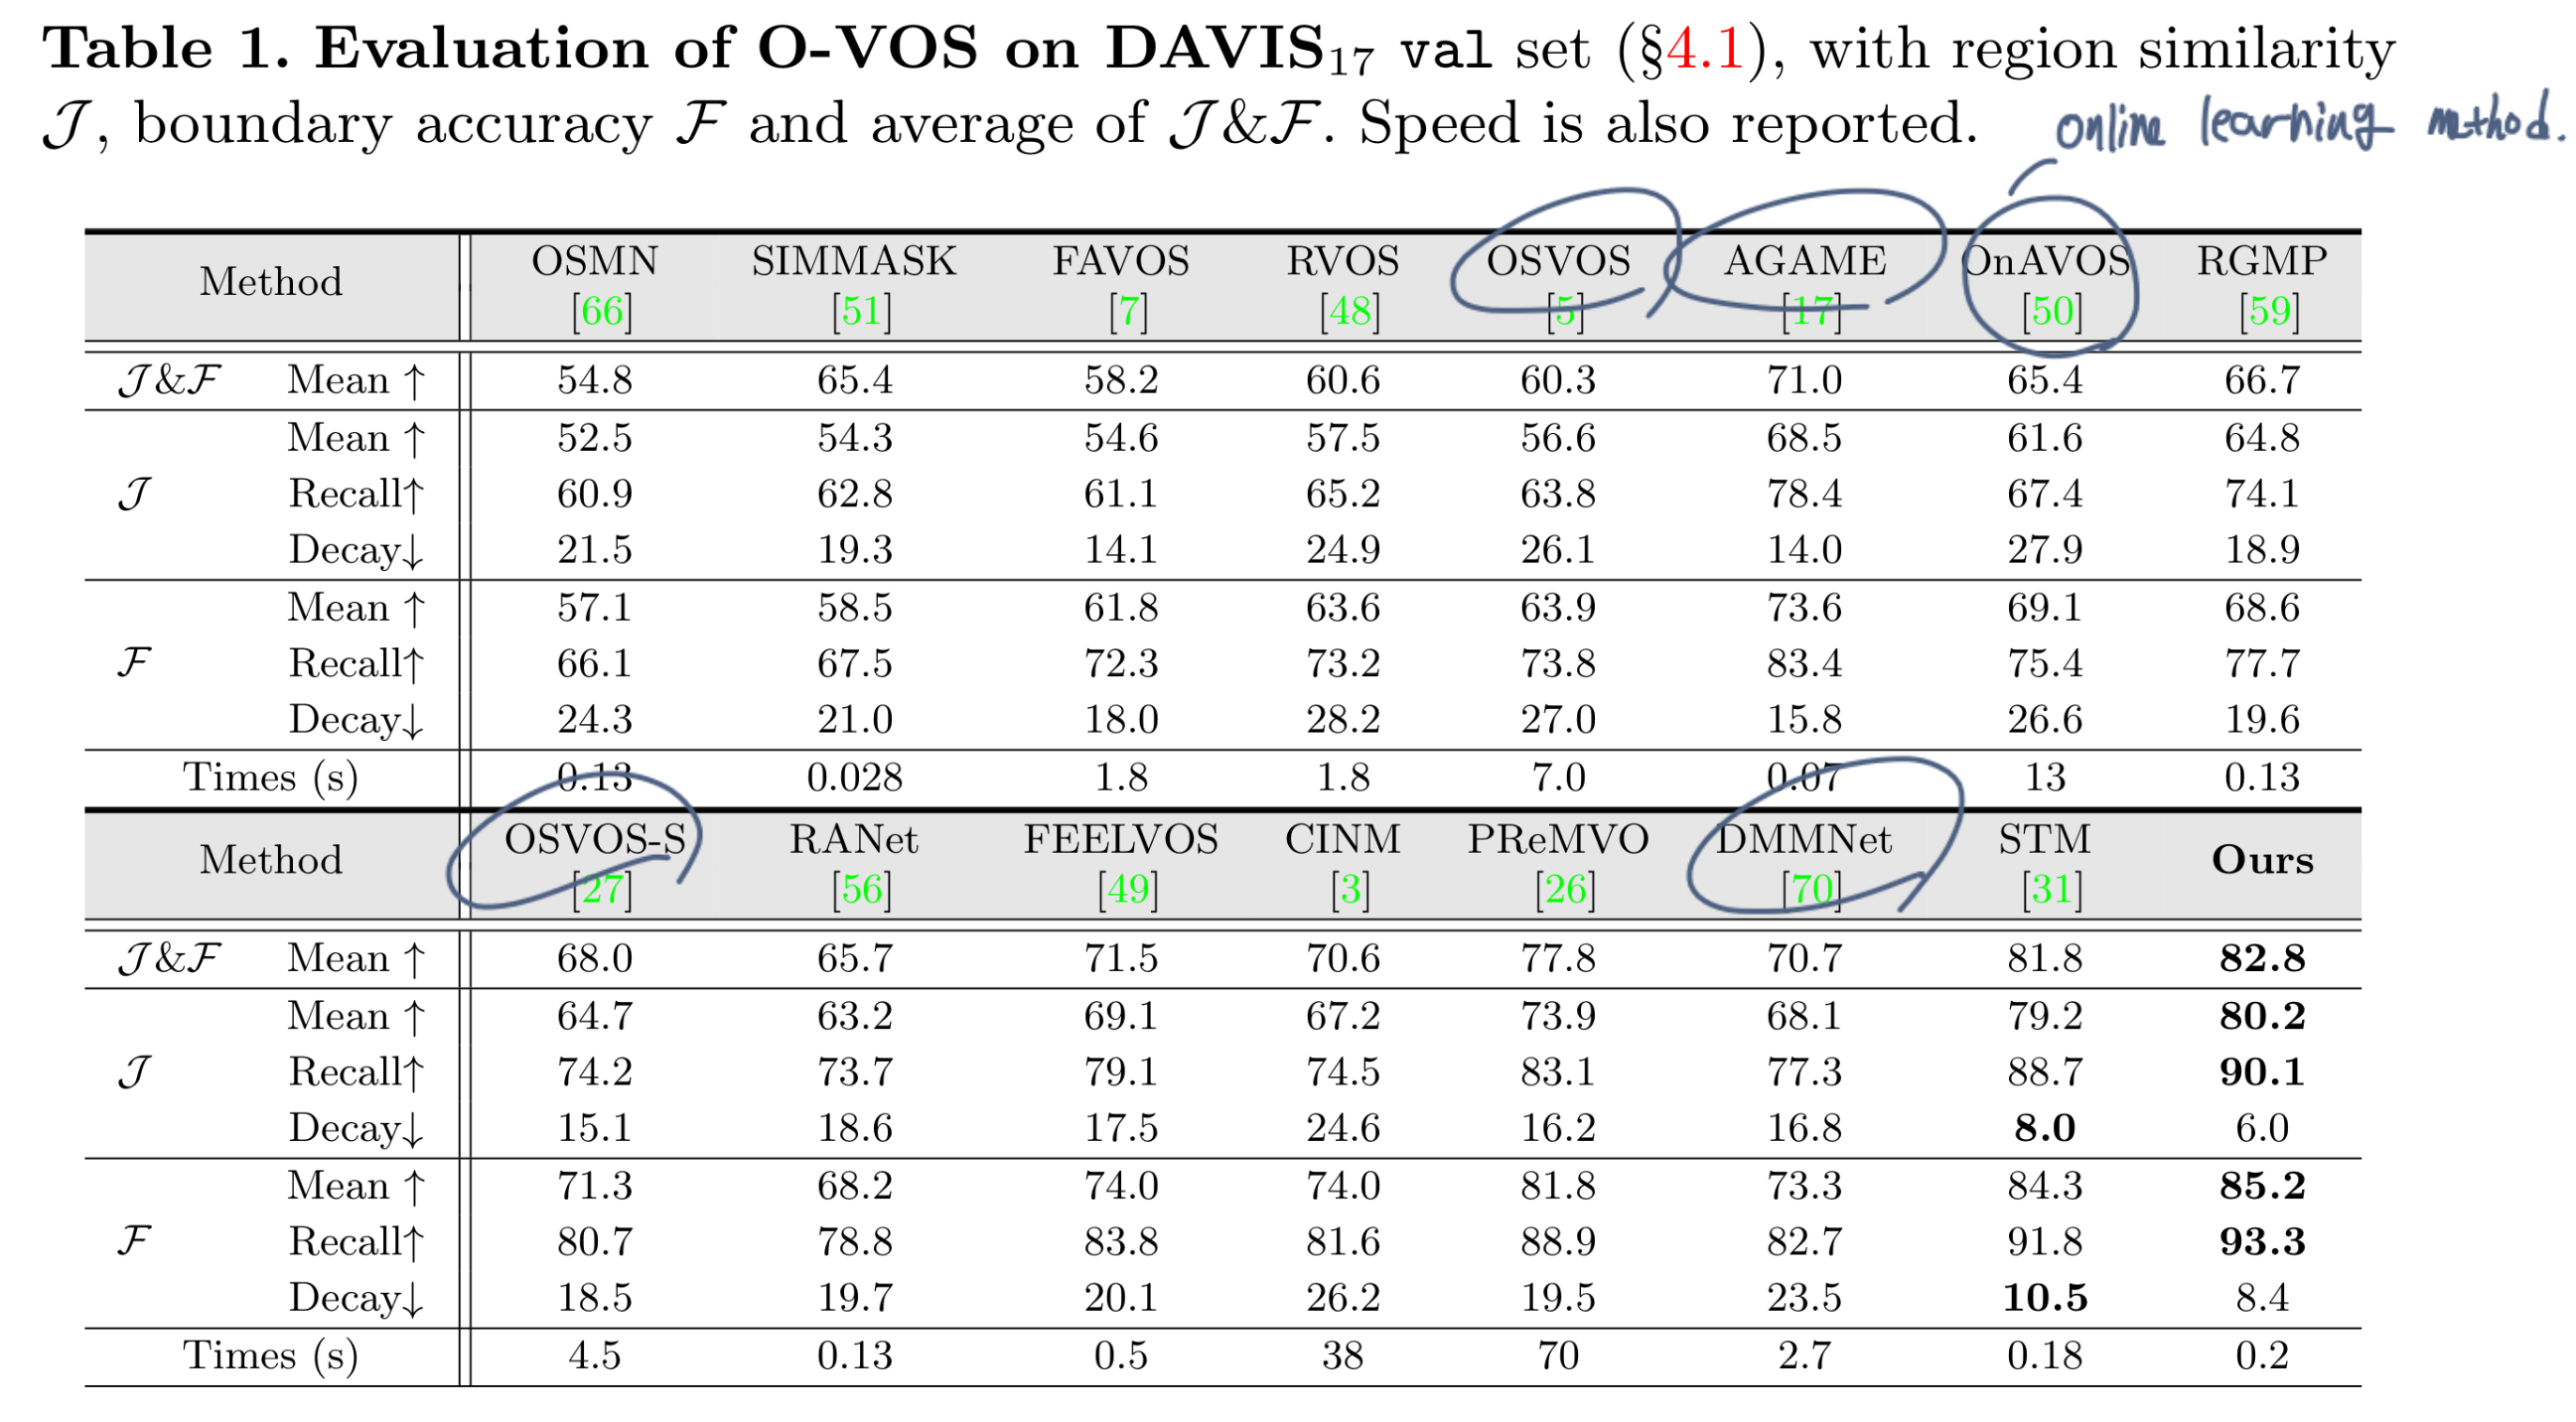 Table 1. Evaluation of O-VOS on DAVIS₁₇ val set (§4.1), with region similarity
𝒥, boundary accuracy ℱ and average of 𝒥&ℱ. Speed is also reported.
online learning method.
Method OSMN SIMMASK FAVOS RVOS OSVOS AGAME OnAVOS RGMP
[66] [51] [7] [48] [5] [17] [50] [59]
𝒥&ℱ Mean ↑ 54.8 65.4 58.2 60.6 60.3 71.0 65.4 66.7
Mean ↑ 52.5 54.3 54.6 57.5 56.6 68.5 61.6 64.8
𝒥 Recall↑ 60.9 62.8 61.1 65.2 63.8 78.4 67.4 74.1
Decay↓ 21.5 19.3 14.1 24.9 26.1 14.0 27.9 18.9
Mean ↑ 57.1 58.5 61.8 63.6 63.9 73.6 69.1 68.6
ℱ Recall↑ 66.1 67.5 72.3 73.2 73.8 83.4 75.4 77.7
Decay↓ 24.3 21.0 18.0 28.2 27.0 15.8 26.6 19.6
Times (s) 0.13 0.028 1.8 1.8 7.0 0.07 13 0.13
Method OSVOS-S RANet FEELVOS CINM PReMVO DMMNet STM Ours
[27] [56] [49] [3] [26] [70] [31]
𝒥&ℱ Mean ↑ 68.0 65.7 71.5 70.6 77.8 70.7 81.8 82.8
Mean ↑ 64.7 63.2 69.1 67.2 73.9 68.1 79.2 80.2
𝒥 Recall↑ 74.2 73.7 79.1 74.5 83.1 77.3 88.7 90.1
Decay↓ 15.1 18.6 17.5 24.6 16.2 16.8 8.0 6.0
Mean ↑ 71.3 68.2 74.0 74.0 81.8 73.3 84.3 85.2
ℱ Recall↑ 80.7 78.8 83.8 81.6 88.9 82.7 91.8 93.3
Decay↓ 18.5 19.7 20.1 26.2 19.5 23.5 10.5 8.4
Times (s) 4.5 0.13 0.5 38 70 2.7 0.18 0.2